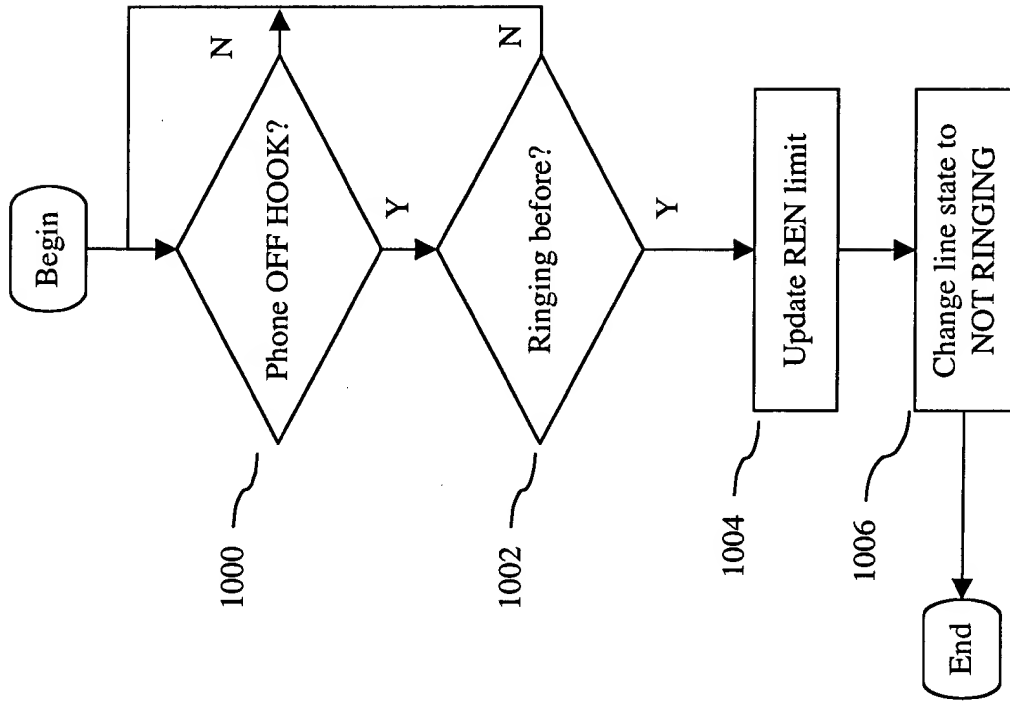 Begin
Phone OFF HOOK?
N
Y
1000
Ringing before?
N
Y
1002
Update REN limit
1004
Change line state to
NOT RINGING
1006
End